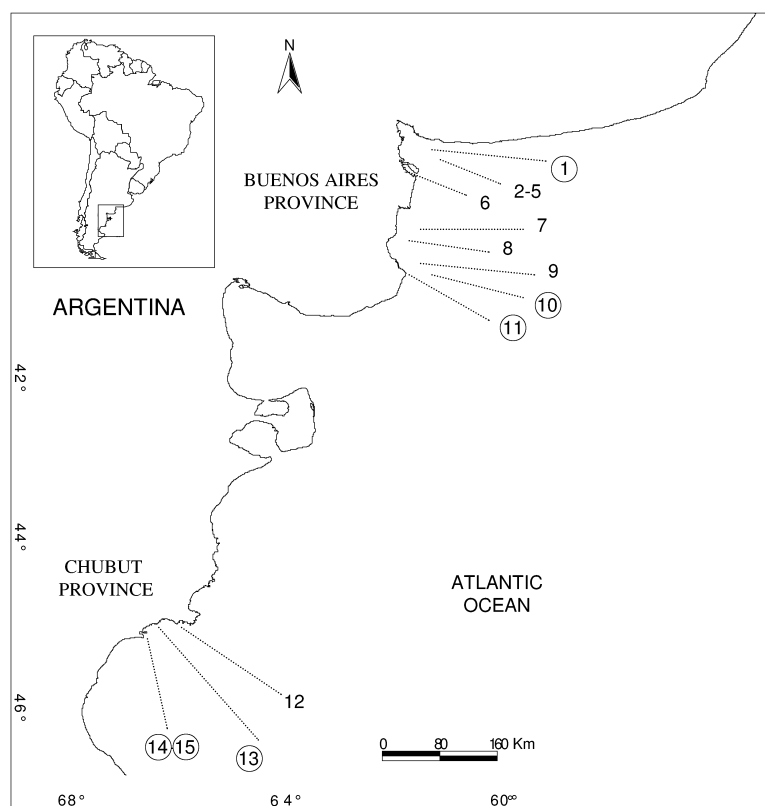 N
1
BUENOS AIRES
PROVINCE
2-5
6
7
8
9
10
11
ARGENTINA
42°
44°
CHUBUT
PROVINCE
ATLANTIC
OCEAN
46°
12
14 15
13
0 80 160 Km
68° 64° 60°